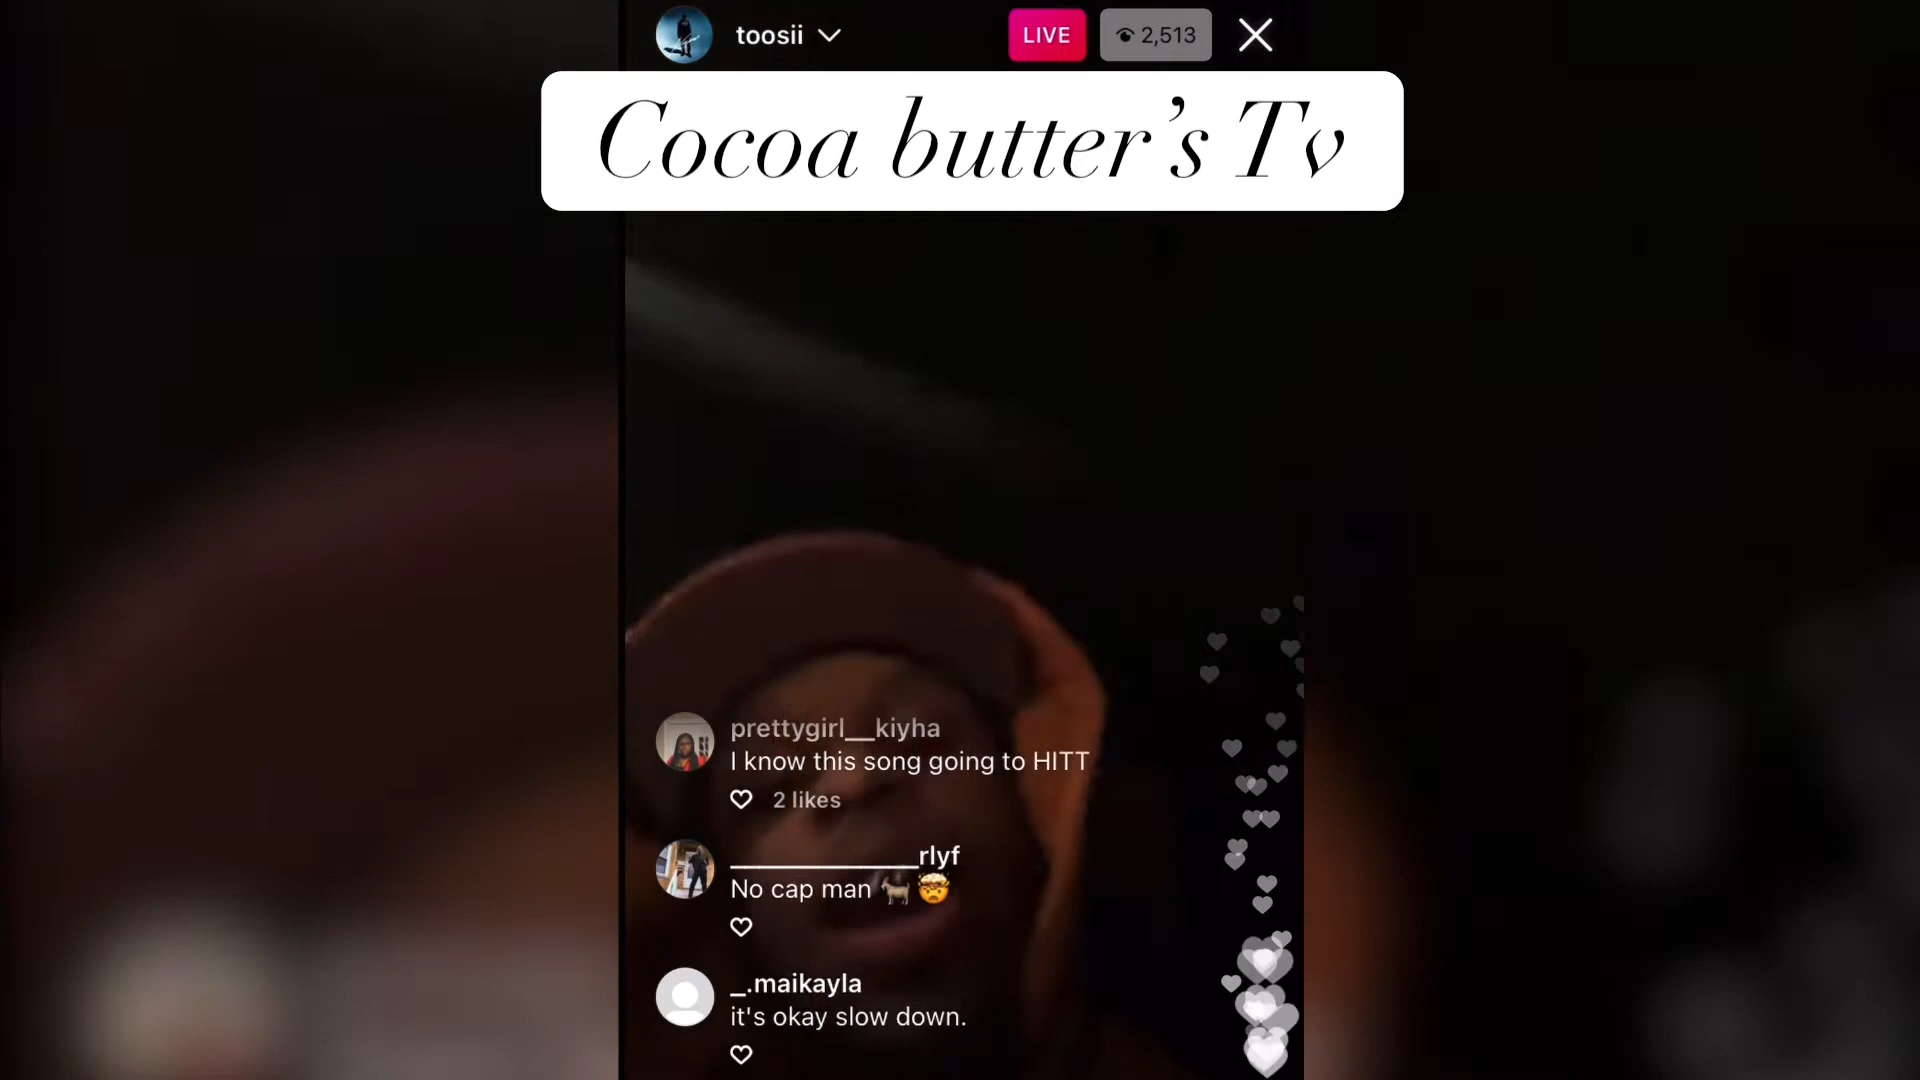 toosii
LIVE
2,513
Cocoa butter's Tv
prettygirl__kiyha
I know this song going to HITT
2 likes
_____________rlyf
No cap man 🐐🤯
_.maikayla
it's okay slow down.